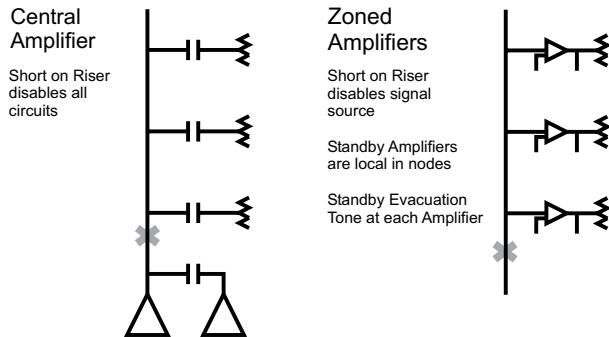 Central
Amplifier
Short on Riser
disables all
circuits
Zoned
Amplifiers
Short on Riser
disables signal
source
Standby Amplifiers
are local in nodes
Standby Evacuation
Tone at each Amplifier